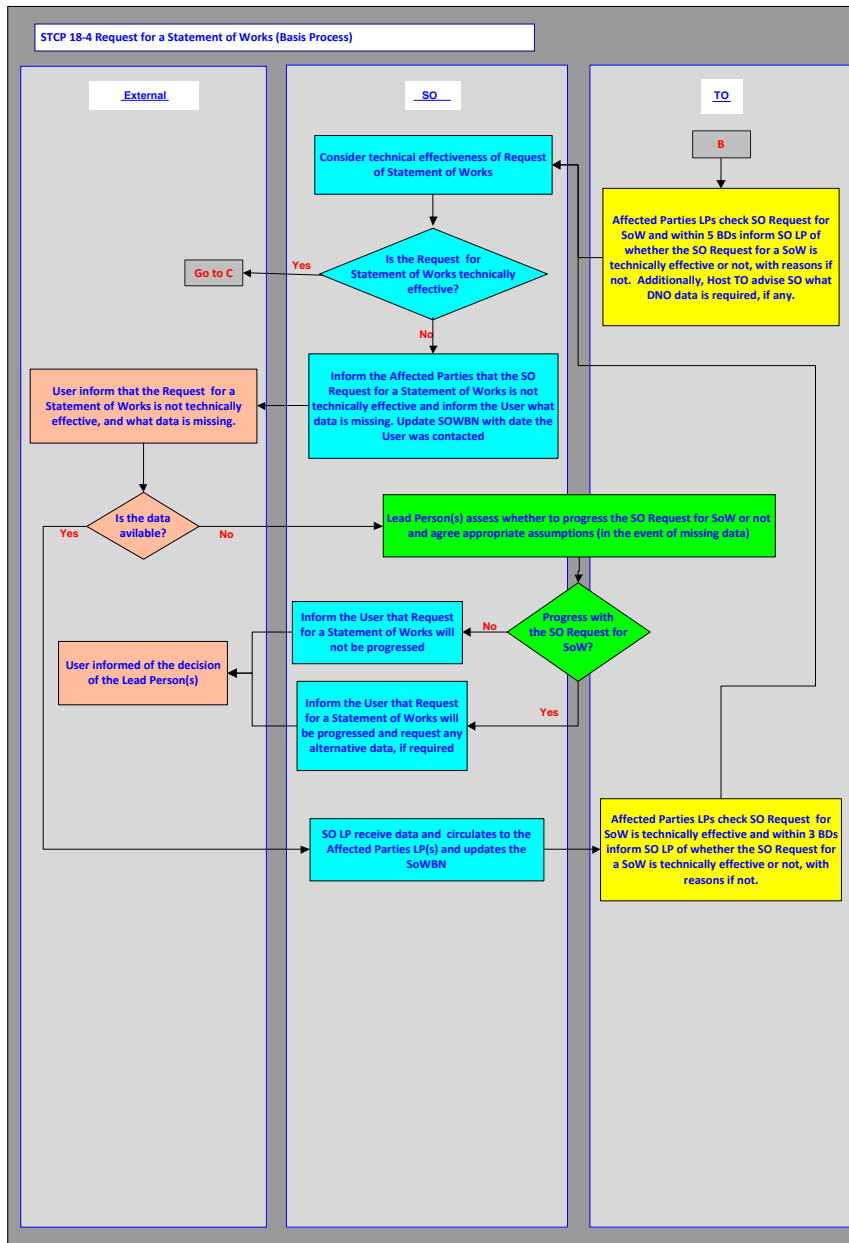 STCP 18-4 Request for a Statement of Works (Basis Process)
External
SO
TO
B
Consider technical effectiveness of Request
of Statement of Works
Affected Parties LPs check SO Request for
SoW and within 5 BDs inform SO LP of
whether the SO Request for a SoW is
technically effective or not, with reasons if
not.  Additionally, Host TO advise SO what
DNO data is required, if any.
Is the Request  for
Statement of Works technically
effective?
Yes
Go to C
No
Inform the Affected Parties that the SO
Request for a Statement of Works is not
technically effective and inform the User what
data is missing. Update SOWBN with date the
User was contacted
User inform that the Request  for a
Statement of Works is not technically
effective, and what data is missing.
Is the data
avilable?
Yes
No
Lead Person(s) assess whether to progress the SO Request for SoW or not
and agree appropriate assumptions (in the event of missing data)
Progress with
the SO Request for
SoW?
No
Inform the User that Request
for a Statement of Works will
not be progressed
User informed of the decision
of the Lead Person(s)
Yes
Inform the User that Request
for a Statement of Works will
be progressed and request any
alternative data, if required
SO LP receive data and  circulates to the
Affected Parties LP(s) and updates the
SoWBN
Affected Parties LPs check SO Request  for
SoW is technically effective and within 3 BDs
inform SO LP of whether the SO Request for
a SoW is technically effective or not, with
reasons if not.